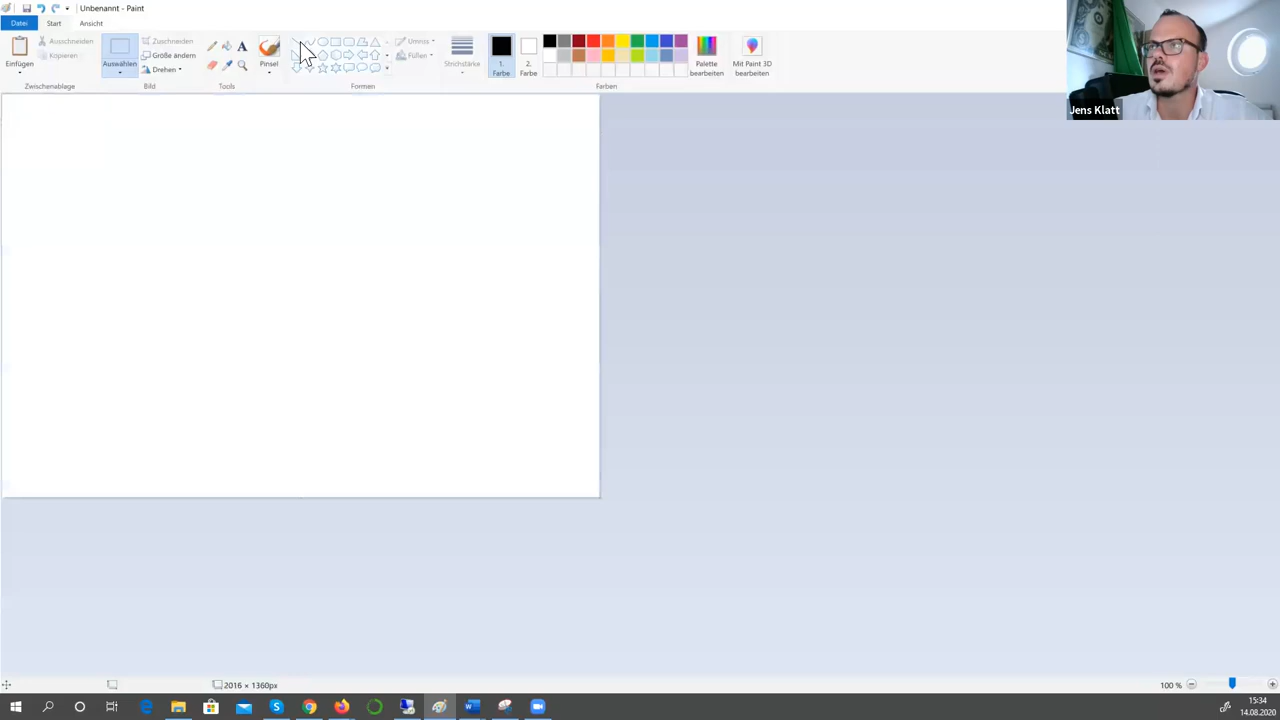 Unbenannt - Paint
Datei Start Ansicht
Einfügen
Ausschneiden
Kopieren
Zwischenablage
Auswählen
Zuschneiden
Größe ändern
Drehen
Bild
A
Tools
Pinsel
Formen
Umriss
Füllen
Strichstärke
1. Farbe
2. Farbe
Farben
Palette bearbeiten
Mit Paint 3D bearbeiten
Jens Klatt
2016 × 1360px
100 %
15:34
14.08.2020